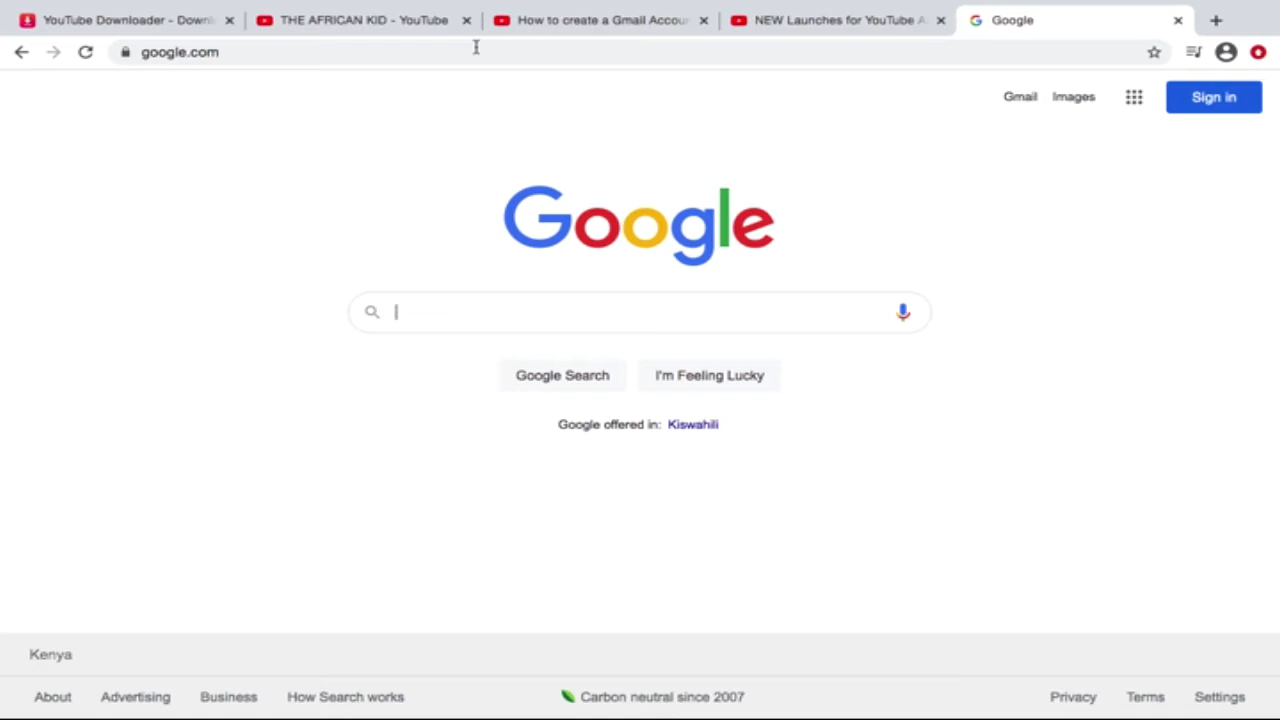 YouTube Downloader - Downl
THE AFRICAN KID - YouTube
How to create a Gmail Accoun
NEW Launches for YouTube A
Google
google.com
Gmail
Images
Sign in
Google
Google Search
I'm Feeling Lucky
Google offered in: Kiswahili
Kenya
About
Advertising
Business
How Search works
Carbon neutral since 2007
Privacy
Terms
Settings